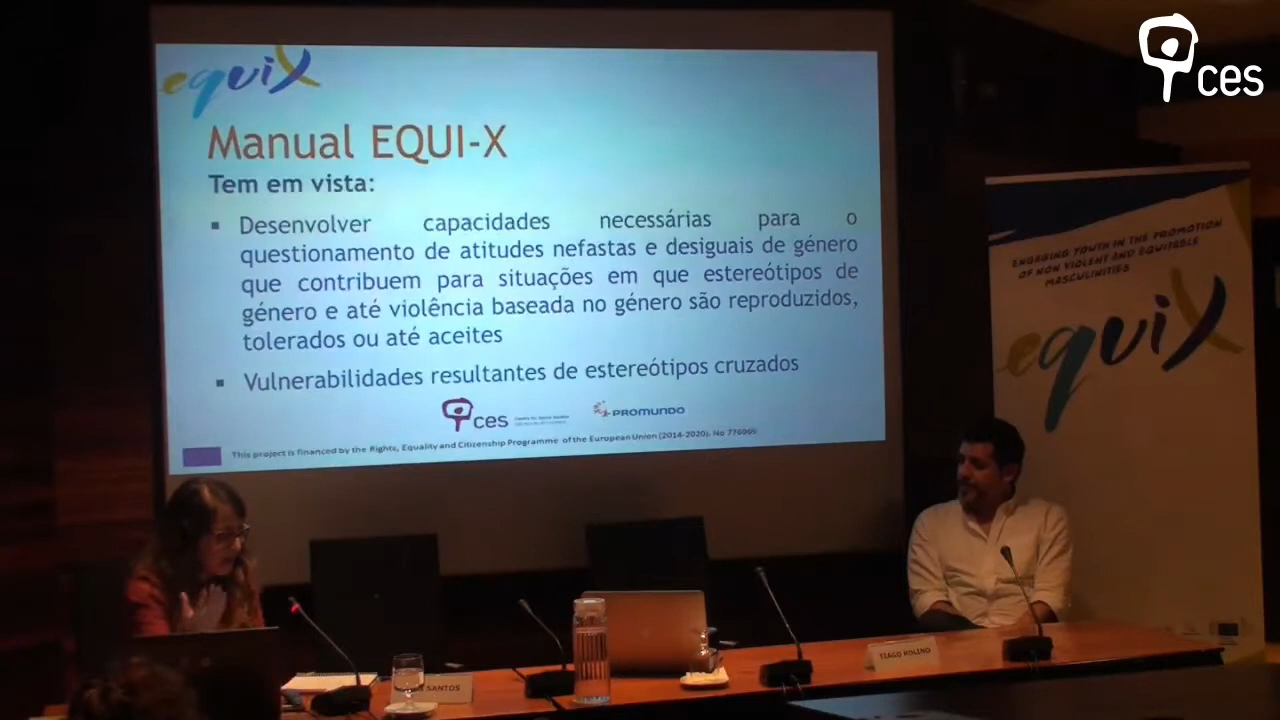 equiX
Manual EQUI-X
Tem em vista:
▪ Desenvolver capacidades necessárias para o
questionamento de atitudes nefastas e desiguais de género
que contribuem para situações em que estereótipos de
género e até violência baseada no género são reproduzidos,
tolerados ou até aceites
▪ Vulnerabilidades resultantes de estereótipos cruzados
ces
PROMUNDO
This project is financed by the Rights, Equality and Citizenship Programme of the European Union (2014-2020). No
ces
ENGAGING YOUTH IN THE PROMOTION
OF NON VIOLENT AND EQUITABLE
MASCULINITIES
equiX
SANTOS
TIAGO ROLINO